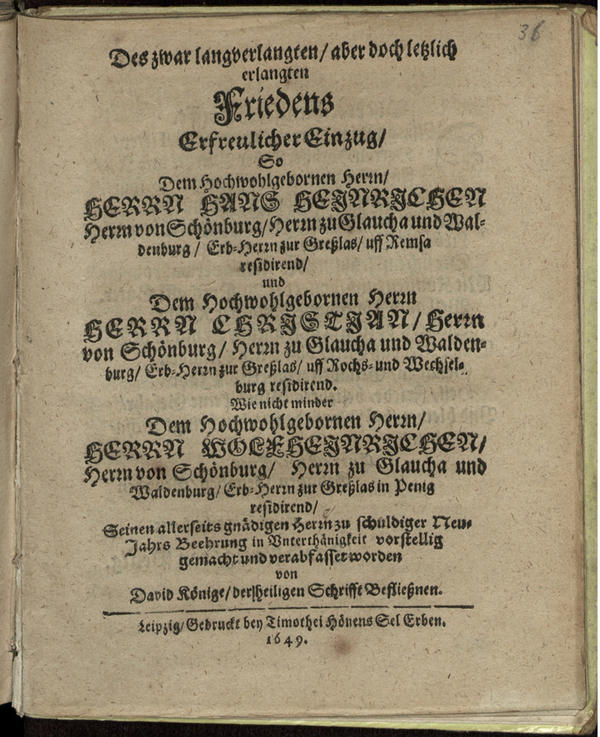 36
Des zwar langverlangten/ aber doch letzlich
erlangten
Friedens
Erfreulicher Einzug/
So
Dem Hochwohlgebornen Herrn/
HERRN HANS HEINRICHEN
Herrn von Schönburg/ Herrn zu Glaucha und Wal-
denburg/ Erb-Herrn zur Greßlas/ uff Remsa
residirend/
und
Dem Hochwohlgebornen Herrn
HERRN CHRISTIAN/ Herrn
von Schönburg/ Herrn zu Glaucha und Walden-
burg/ Erb-Herrn zur Greßlas/ uff Rochs- und Wechsel-
burg residirend.
Wie nicht minder
Dem Hochwohlgebornen Herrn/
HERRN WOLFHEINRICHEN/
Herrn von Schönburg/ Herrn zu Glaucha und
Waldenburg/ Erb-Herrn zur Greßlas in Penig
residirend/
Seinen allerseits gnädigen Herrn zu schuldiger Neu-
Jahrs Beehrung in Unterthänigkeit vorstellig
gemacht und verabfasset worden
von
David Könige/ der heiligen Schrifft Befließnen.
Leipzig/ Gedruckt bey Timothei Hönens Sel Erben.
1649.